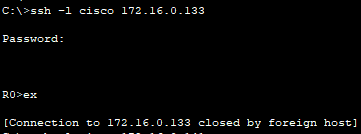 C:\>ssh -l cisco 172.16.0.133
Password:
R0>ex
[Connection to 172.16.0.133 closed by foreign host]